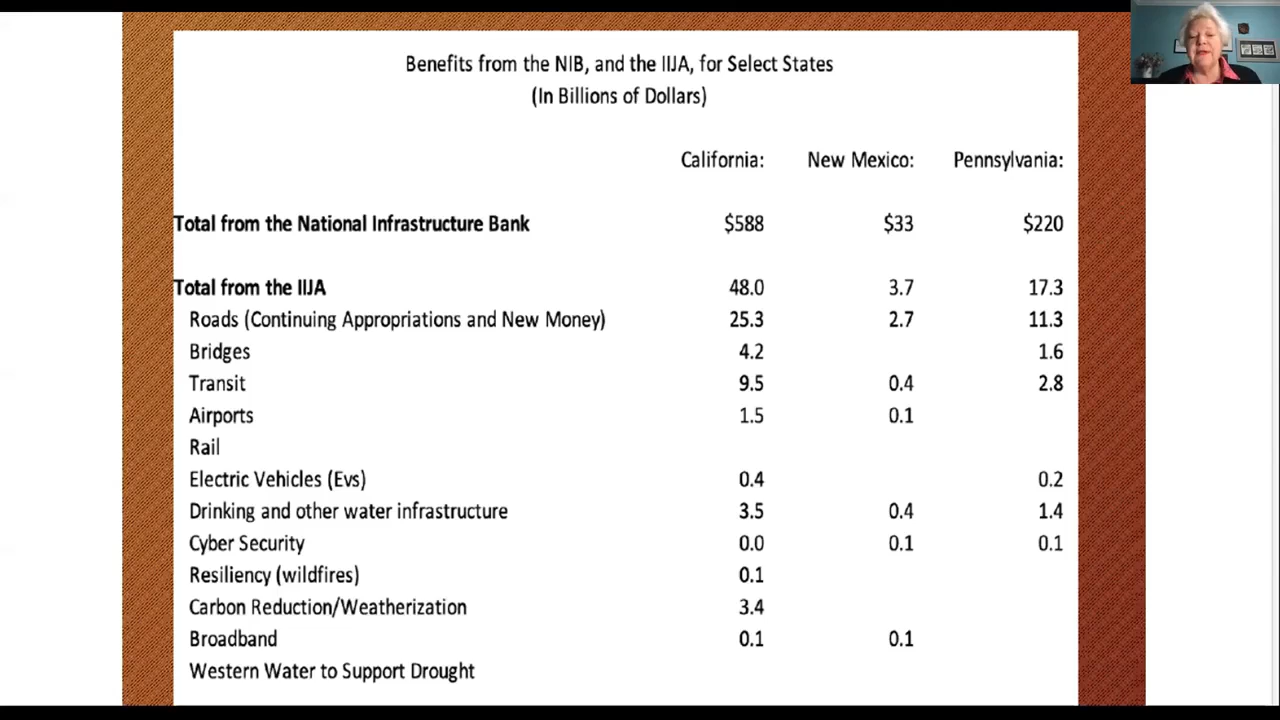 Benefits from the NIB, and the IIJA, for Select States
(In Billions of Dollars)
California: New Mexico: Pennsylvania:
Total from the National Infrastructure Bank $588 $33 $220
Total from the IIJA 48.0 3.7 17.3
Roads (Continuing Appropriations and New Money) 25.3 2.7 11.3
Bridges 4.2 1.6
Transit 9.5 0.4 2.8
Airports 1.5 0.1
Rail
Electric Vehicles (Evs) 0.4 0.2
Drinking and other water infrastructure 3.5 0.4 1.4
Cyber Security 0.0 0.1 0.1
Resiliency (wildfires) 0.1
Carbon Reduction/Weatherization 3.4
Broadband 0.1 0.1
Western Water to Support Drought